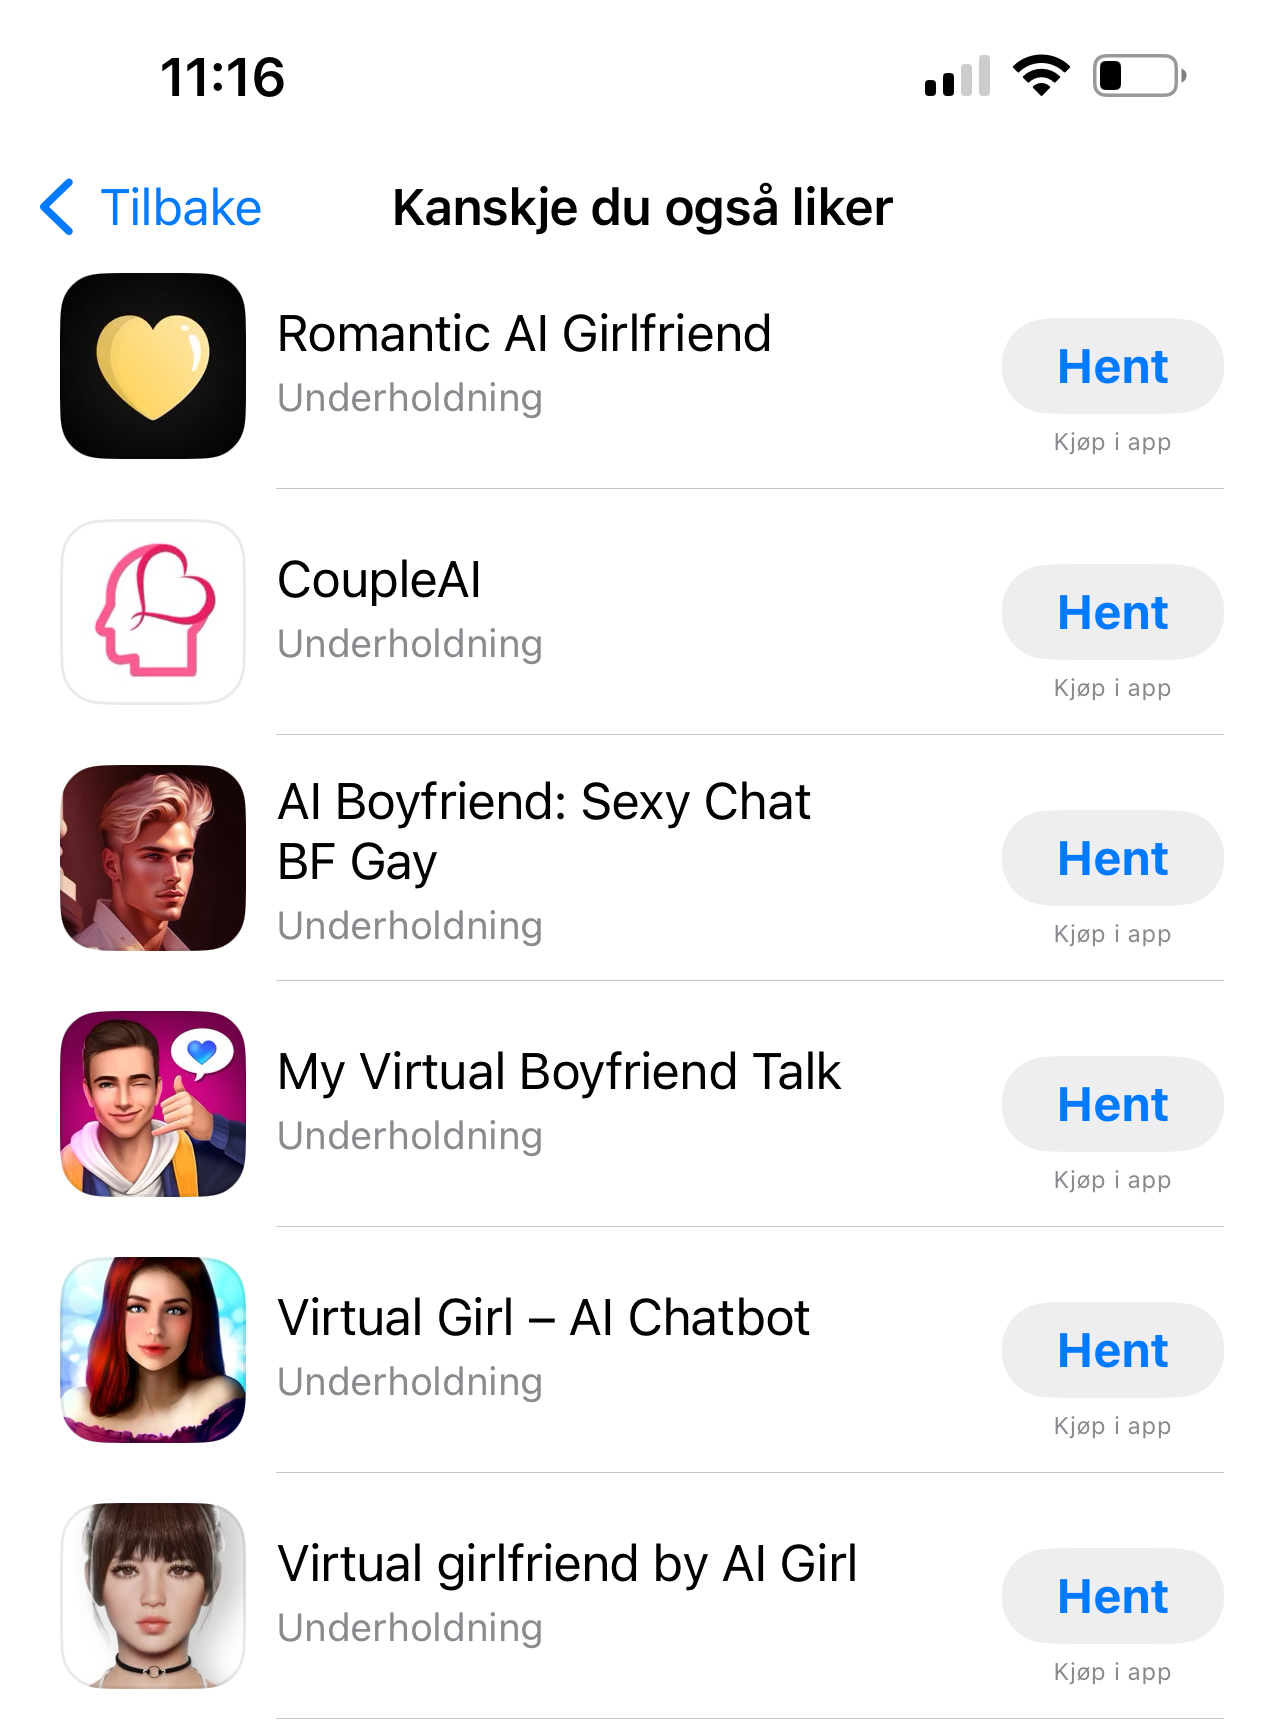 11:16
Tilbake
Kanskje du også liker
Romantic AI Girlfriend
Underholdning
Hent
Kjøp i app
CoupleAI
Underholdning
Hent
Kjøp i app
AI Boyfriend: Sexy Chat
BF Gay
Underholdning
Hent
Kjøp i app
My Virtual Boyfriend Talk
Underholdning
Hent
Kjøp i app
Virtual Girl – AI Chatbot
Underholdning
Hent
Kjøp i app
Virtual girlfriend by AI Girl
Underholdning
Hent
Kjøp i app